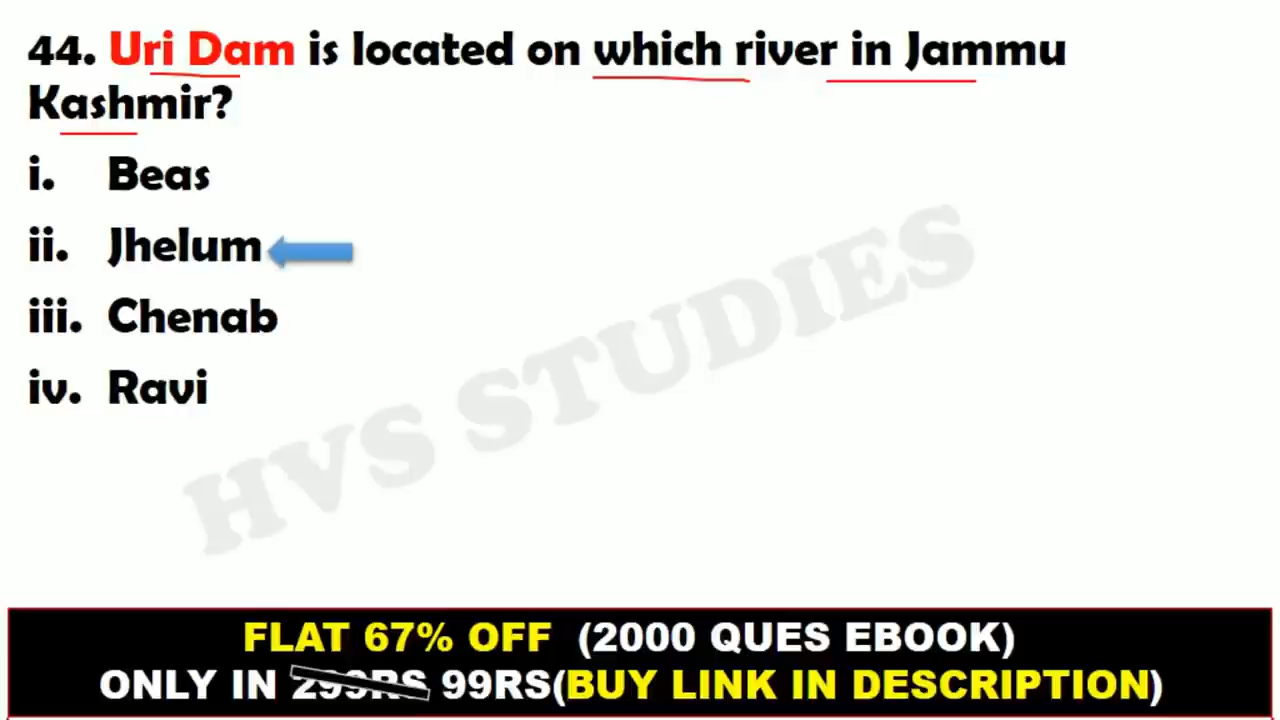 44. Uri Dam is located on which river in Jammu
Kashmir?
i. Beas
ii. Jhelum
iii. Chenab
iv. Ravi
HVS STUDIES
FLAT 67% OFF (2000 QUES EBOOK)
ONLY IN 299RS 99RS(BUY LINK IN DESCRIPTION)